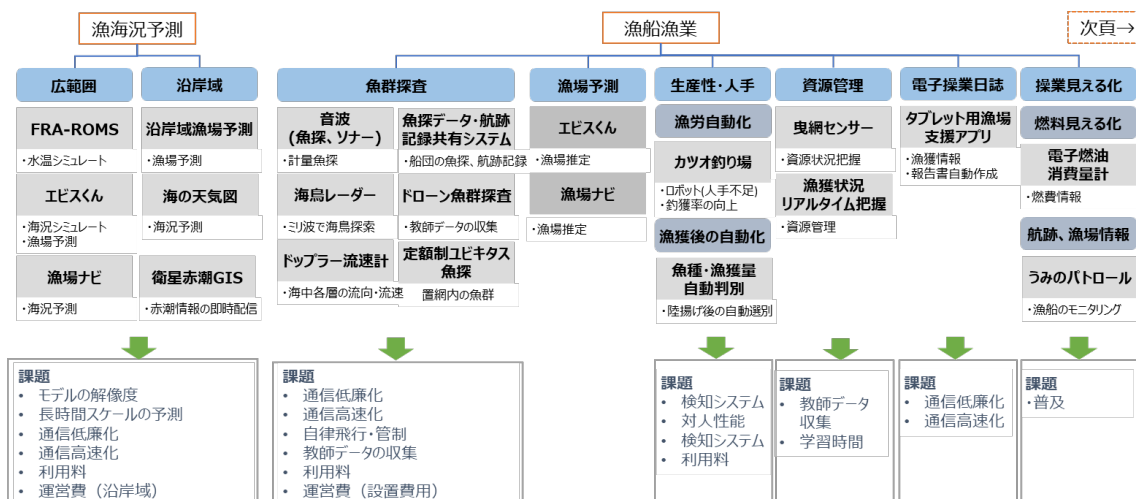 漁海況予測
漁船漁業
次頁→
広範囲
沿岸域
魚群探査
漁場予測
生産性・人手
資源管理
電子操業日誌
操業見える化
FRA-ROMS
・水温シミュレート
エビスくん
・海況シミュレート
・漁場予測
漁場ナビ
・海況予測
沿岸域漁場予測
・漁場予測
海の天気図
・海況予測
衛星赤潮GIS
・赤潮情報の即時配信
音波
(魚探、ソナー)
・計量魚探
海鳥レーダー
・ミリ波で海鳥探索
ドップラー流速計
・海中各層の流向・流速
魚探データ・航跡
記録共有システム
・船団の魚探、航跡記録
ドローン魚群探査
・教師データの収集
定額制ユビキタス
魚探
置網内の魚群
エビスくん
・漁場推定
漁場ナビ
・漁場推定
漁労自動化
カツオ釣り場
・ロボット(人手不足)
・釣獲率の向上
漁獲後の自動化
魚種・漁獲量
自動判別
・陸揚げ後の自動選別
曳網センサー
・資源状況把握
漁獲状況
リアルタイム把握
・資源管理
タブレット用漁場
支援アプリ
・漁獲情報
・報告書自動作成
燃料見える化
電子燃油
消費量計
・燃費情報
航跡、漁場情報
うみのパトロール
・漁船のモニタリング
課題
• モデルの解像度
• 長時間スケールの予測
• 通信低廉化
• 通信高速化
• 利用料
• 運営費（沿岸域）
課題
• 通信低廉化
• 通信高速化
• 自律飛行・管制
• 教師データの収集
• 利用料
• 運営費（設置費用）
課題
• 検知システム
• 対人性能
• 検知システム
• 利用料
課題
• 教師データ
収集
• 学習時間
課題
• 通信低廉化
• 通信高速化
課題
・普及